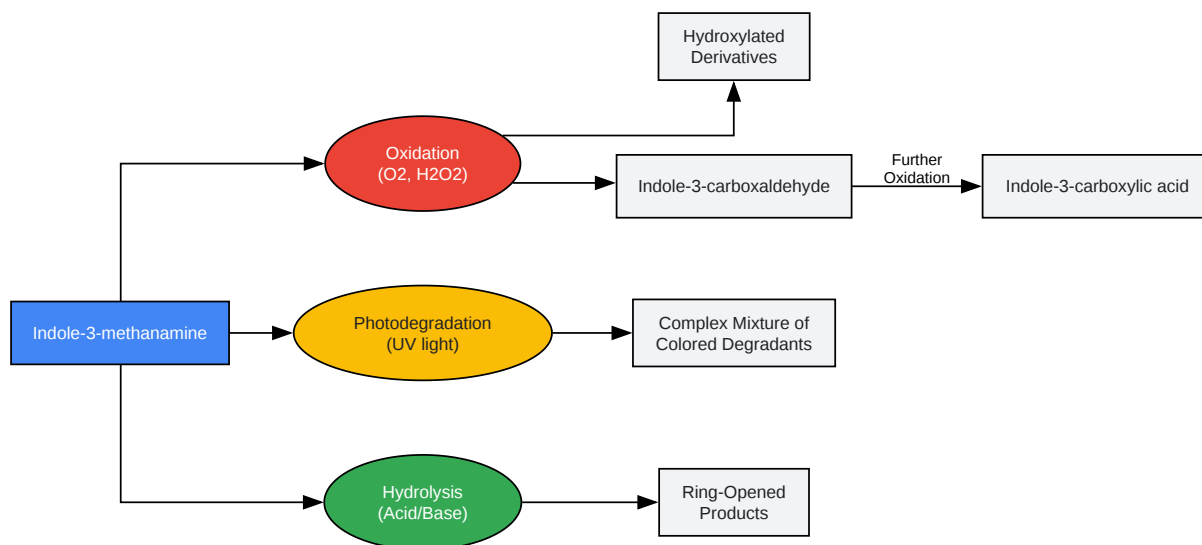 Hydroxylated
Derivatives
Oxidation
(O2, H2O2)
Indole-3-carboxaldehyde
Further
Oxidation
Indole-3-carboxylic acid
Indole-3-methanamine
Photodegradation
(UV light)
Complex Mixture of
Colored Degradants
Hydrolysis
(Acid/Base)
Ring-Opened
Products